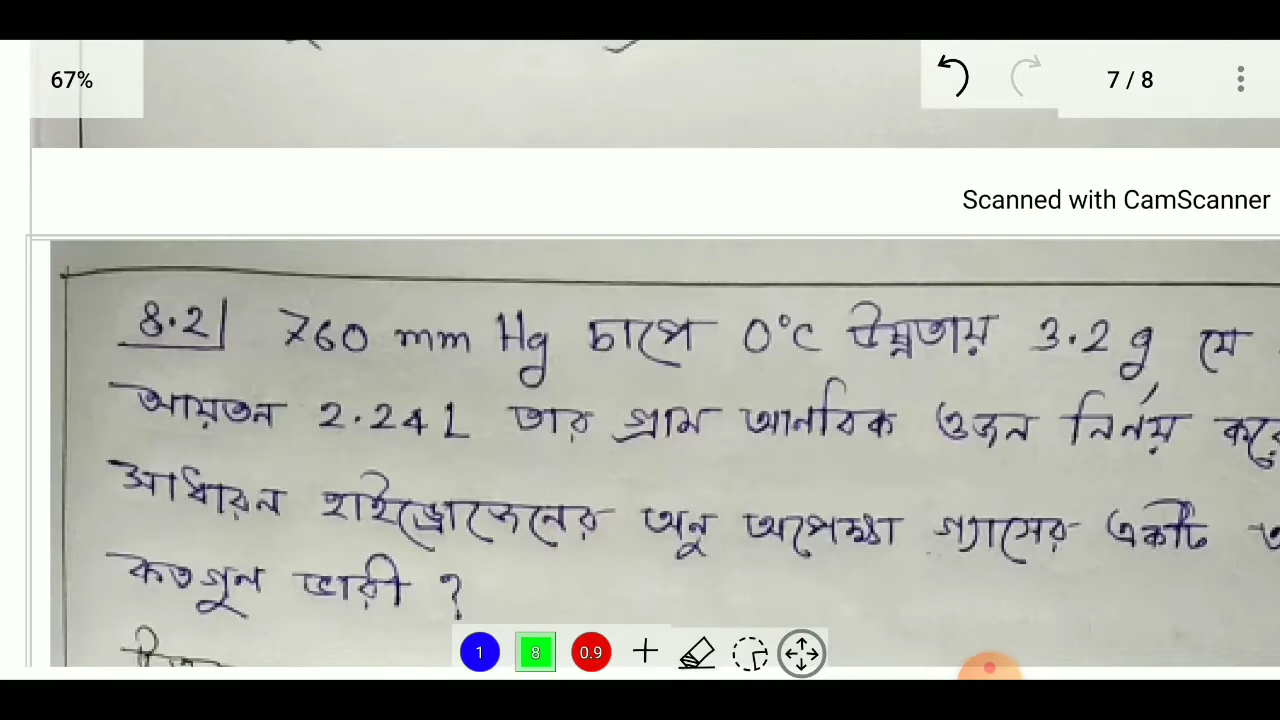 67%
7 / 8
Scanned with CamScanner
8.2| 760 mm Hg চাপে 0°C উষ্ণতায় 3.2 g যে
আয়তন 2.24 L তার গ্রাম আনবিক ওজন নির্নয় করো
সাধারন হাইড্রোজেনের অনু অপেক্ষা গ্যাসের একটি
কতগুন ভারী ?
1 8 0.9